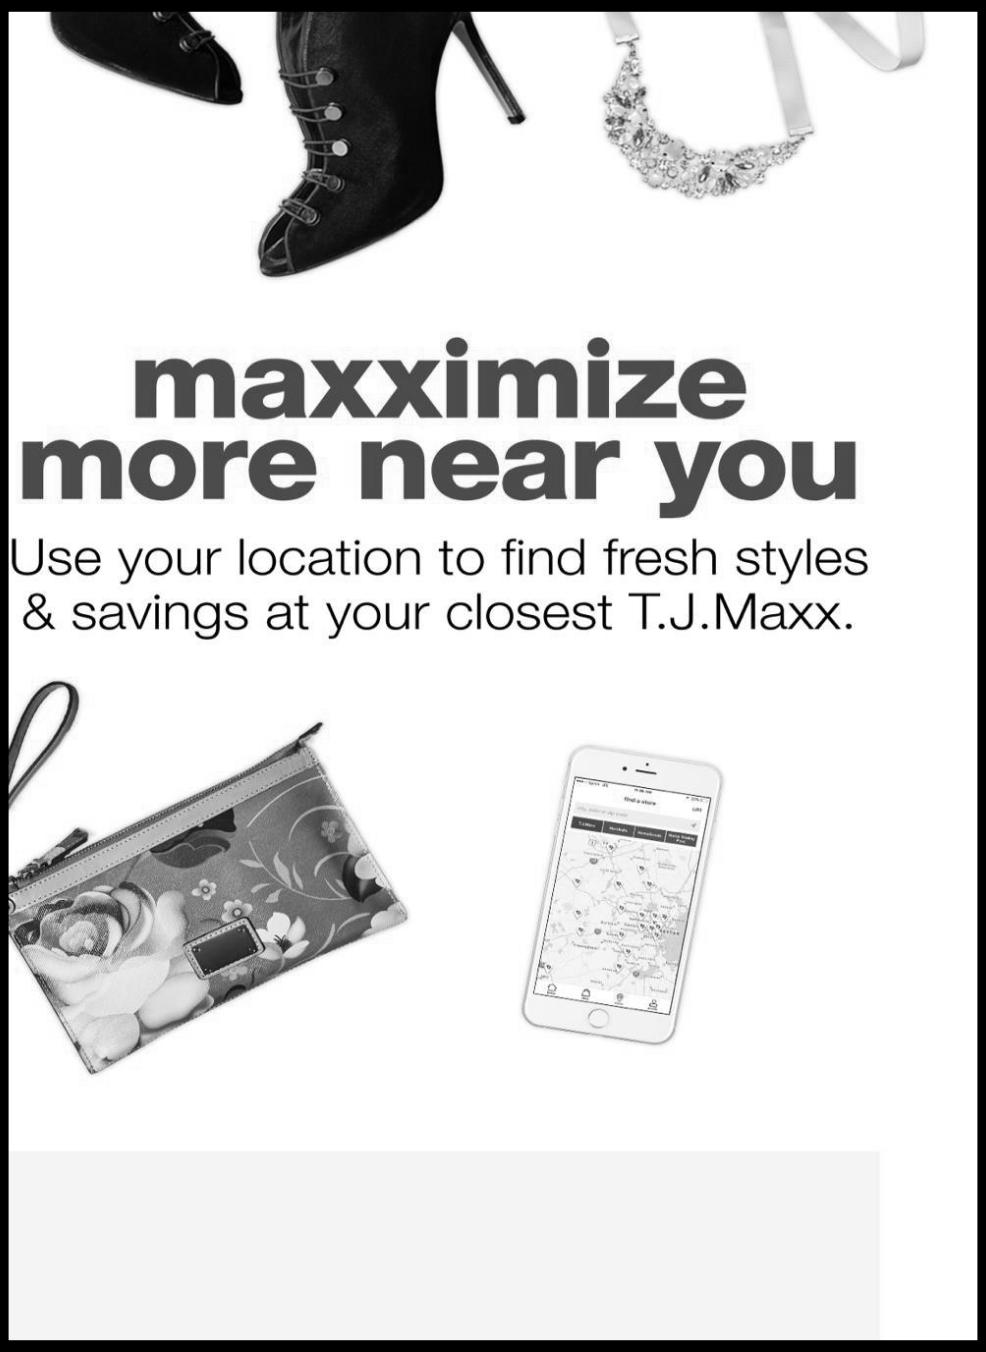 maxximize
more near you
Use your location to find fresh styles
& savings at your closest T.J.Maxx.
find a store